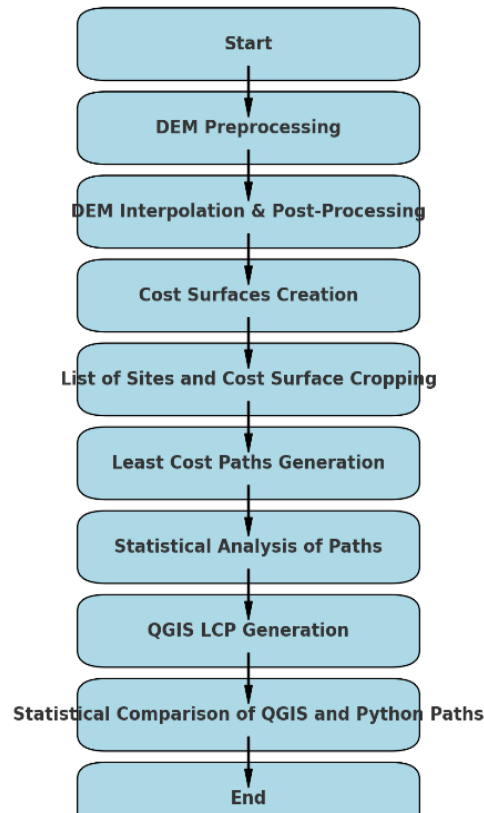 Start
DEM Preprocessing
DEM Interpolation & Post-Processing
Cost Surfaces Creation
List of Sites and Cost Surface Cropping
Least Cost Paths Generation
Statistical Analysis of Paths
QGIS LCP Generation
Statistical Comparison of QGIS and Python Paths
End